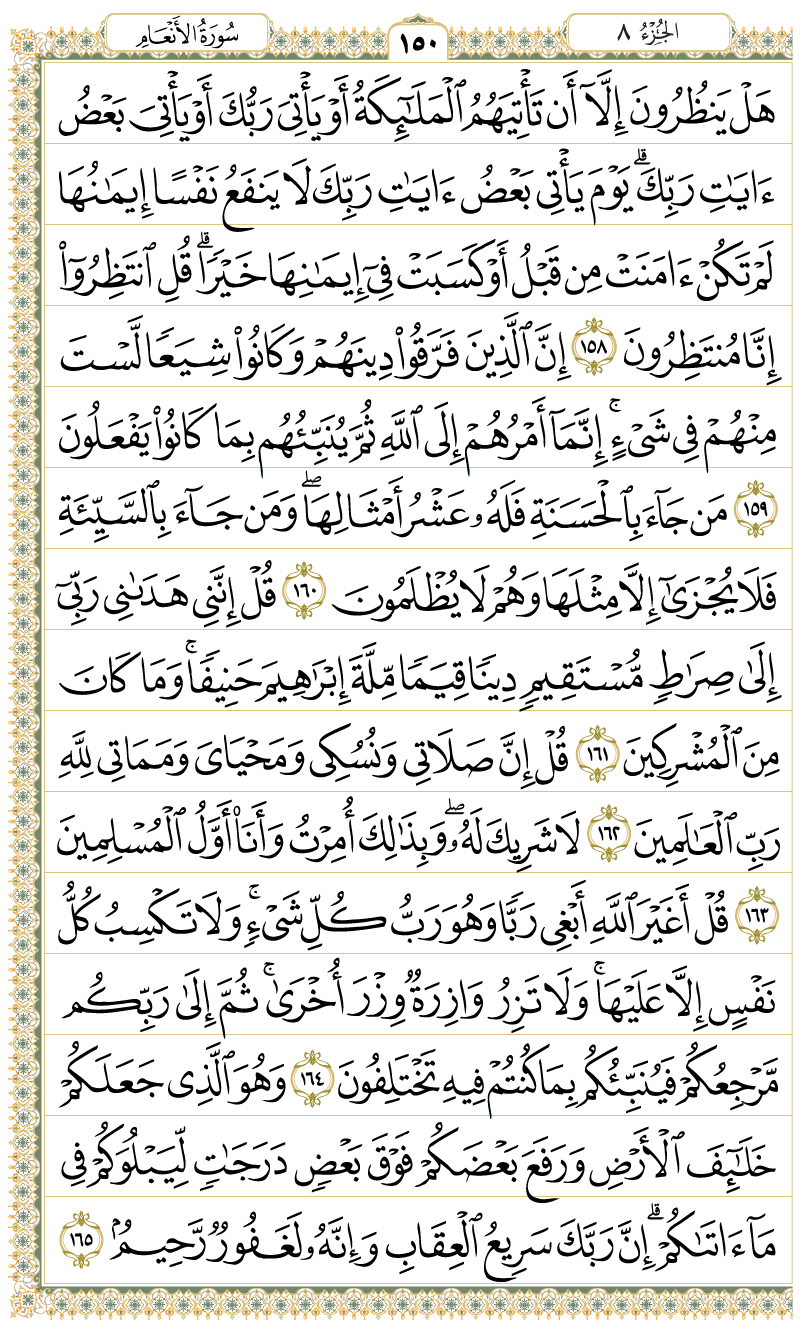 سُورَةُ الأَنْعَامِ
١٥٠
الجُزْءُ ٨
هَلْ يَنظُرُونَ إِلَّآ أَن تَأْتِيَهُمُ ٱلْمَلَٰٓئِكَةُ أَوْ يَأْتِىَ رَبُّكَ أَوْ يَأْتِىَ بَعْضُ
ءَايَٰتِ رَبِّكَ ۗ يَوْمَ يَأْتِى بَعْضُ ءَايَٰتِ رَبِّكَ لَا يَنفَعُ نَفْسًا إِيمَٰنُهَا
لَمْ تَكُنْ ءَامَنَتْ مِن قَبْلُ أَوْ كَسَبَتْ فِىٓ إِيمَٰنِهَا خَيْرًا ۗ قُلِ ٱنتَظِرُوٓا۟
إِنَّا مُنتَظِرُونَ ١٥٨ إِنَّ ٱلَّذِينَ فَرَّقُوا۟ دِينَهُمْ وَكَانُوا۟ شِيَعًا لَّسْتَ
مِنْهُمْ فِى شَىْءٍ ۚ إِنَّمَآ أَمْرُهُمْ إِلَى ٱللَّهِ ثُمَّ يُنَبِّئُهُم بِمَا كَانُوا۟ يَفْعَلُونَ
١٥٩ مَن جَآءَ بِٱلْحَسَنَةِ فَلَهُۥ عَشْرُ أَمْثَالِهَا ۖ وَمَن جَآءَ بِٱلسَّيِّئَةِ
فَلَا يُجْزَىٰٓ إِلَّا مِثْلَهَا وَهُمْ لَا يُظْلَمُونَ ١٦٠ قُلْ إِنَّنِى هَدَىٰنِى رَبِّىٓ
إِلَىٰ صِرَٰطٍ مُّسْتَقِيمٍ دِينًا قِيَمًا مِّلَّةَ إِبْرَٰهِيمَ حَنِيفًا ۚ وَمَا كَانَ
مِنَ ٱلْمُشْرِكِينَ ١٦١ قُلْ إِنَّ صَلَاتِى وَنُسُكِى وَمَحْيَاىَ وَمَمَاتِى لِلَّهِ
رَبِّ ٱلْعَٰلَمِينَ ١٦٢ لَا شَرِيكَ لَهُۥ ۖ وَبِذَٰلِكَ أُمِرْتُ وَأَنَا۠ أَوَّلُ ٱلْمُسْلِمِينَ
١٦٣ قُلْ أَغَيْرَ ٱللَّهِ أَبْغِى رَبًّا وَهُوَ رَبُّ كُلِّ شَىْءٍ ۚ وَلَا تَكْسِبُ كُلُّ
نَفْسٍ إِلَّا عَلَيْهَا ۚ وَلَا تَزِرُ وَازِرَةٌ وِزْرَ أُخْرَىٰ ۚ ثُمَّ إِلَىٰ رَبِّكُم
مَّرْجِعُكُمْ فَيُنَبِّئُكُم بِمَا كُنتُمْ فِيهِ تَخْتَلِفُونَ ١٦٤ وَهُوَ ٱلَّذِى جَعَلَكُمْ
خَلَٰٓئِفَ ٱلْأَرْضِ وَرَفَعَ بَعْضَكُمْ فَوْقَ بَعْضٍ دَرَجَٰتٍ لِّيَبْلُوَكُمْ فِى
مَآ ءَاتَىٰكُمْ ۗ إِنَّ رَبَّكَ سَرِيعُ ٱلْعِقَابِ وَإِنَّهُۥ لَغَفُورٌ رَّحِيمٌۢ ١٦٥